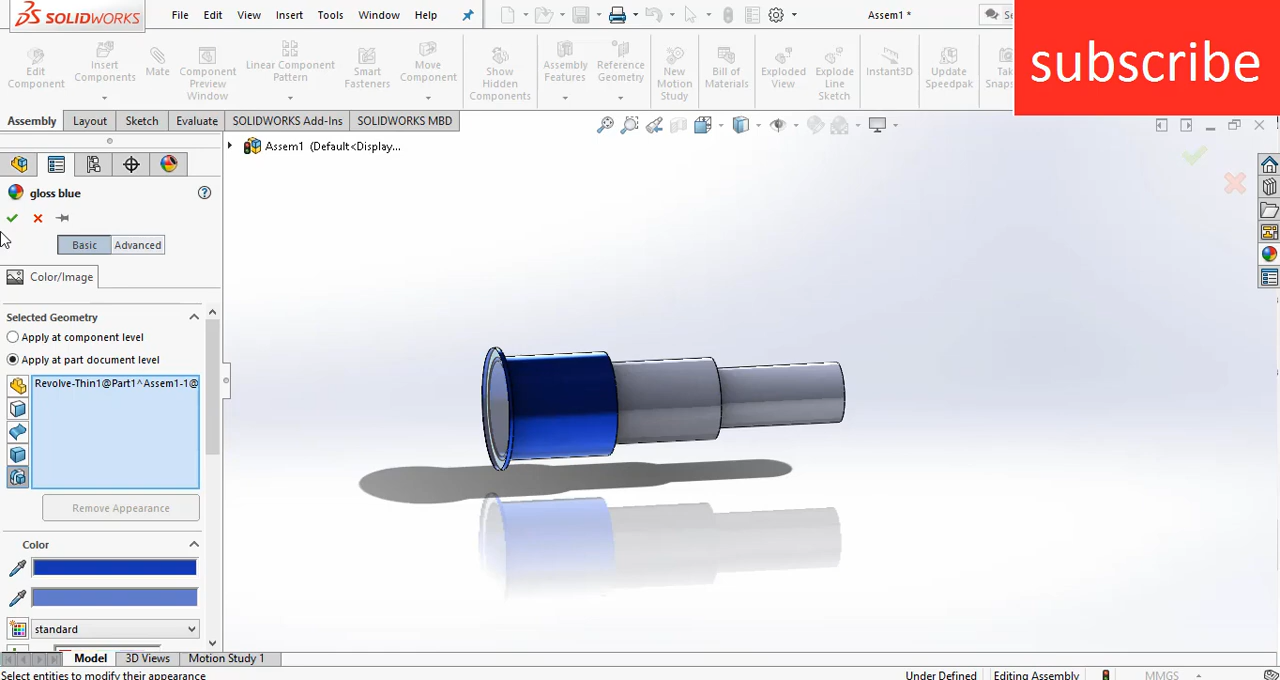 SOLIDWORKS File Edit View Insert Tools Window Help Assem1 *
subscribe
Edit Component
Insert Components
Mate
Component Preview Window
Linear Component Pattern
Smart Fasteners
Move Component
Show Hidden Components
Assembly Features
Reference Geometry
New Motion Study
Bill of Materials
Exploded View
Explode Line Sketch
Instant3D
Update Speedpak
Assembly Layout Sketch Evaluate SOLIDWORKS Add-Ins SOLIDWORKS MBD
Assem1 (Default<Display...
gloss blue
Basic Advanced
Color/Image
Selected Geometry
Apply at component level
Apply at part document level
Revolve-Thin1@Part1^Assem1-1@
Remove Appearance
Color
standard
Model 3D Views Motion Study 1
Select entities to modify their appearance Under Defined Editing Assembly MMGS